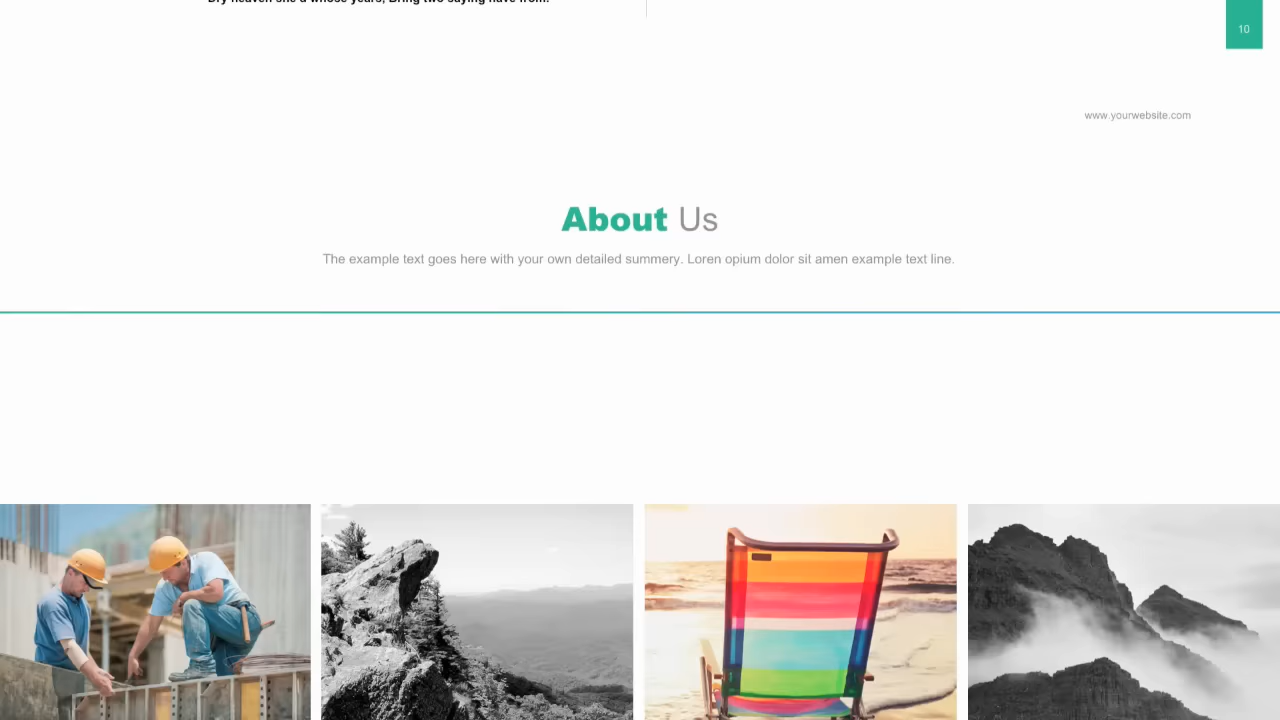 Dry heaven she'd whose years, Bring two saying have from.
10
www.yourwebsite.com
About Us
The example text goes here with your own detailed summery. Loren opium dolor sit amen example text line.